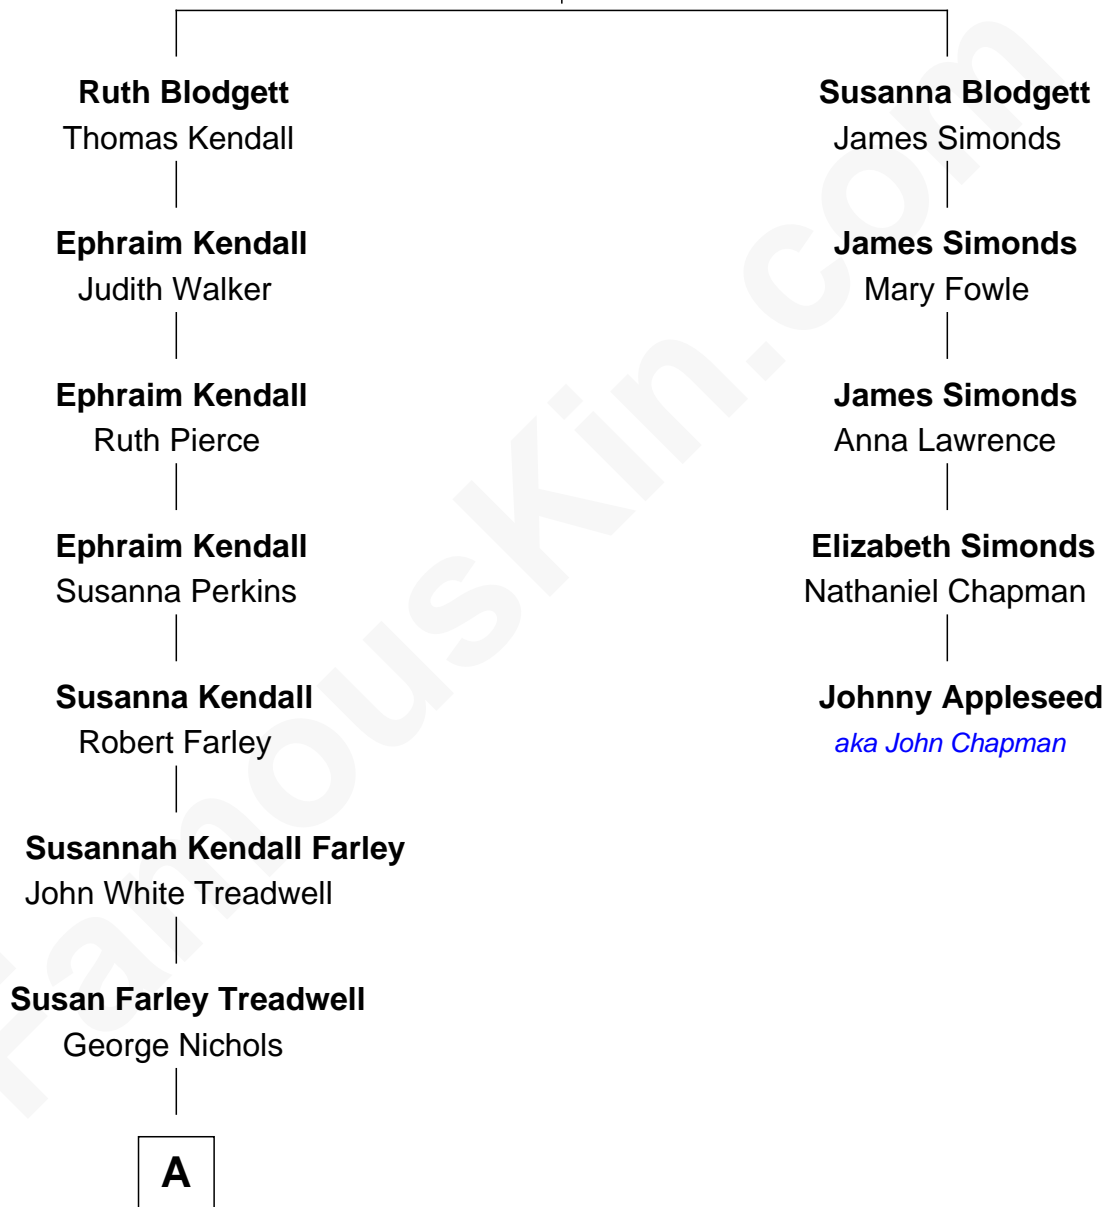 Ruth Blodgett
Thomas Kendall
Ephraim Kendall
Judith Walker
Ephraim Kendall
Ruth Pierce
Ephraim Kendall
Susanna Perkins
Susanna Kendall
Robert Farley
Susannah Kendall Farley
John White Treadwell
Susan Farley Treadwell
George Nichols
A
Susanna Blodgett
James Simonds
James Simonds
Mary Fowle
James Simonds
Anna Lawrence
Elizabeth Simonds
Nathaniel Chapman
Johnny Appleseed
aka John Chapman
FamousKin.com